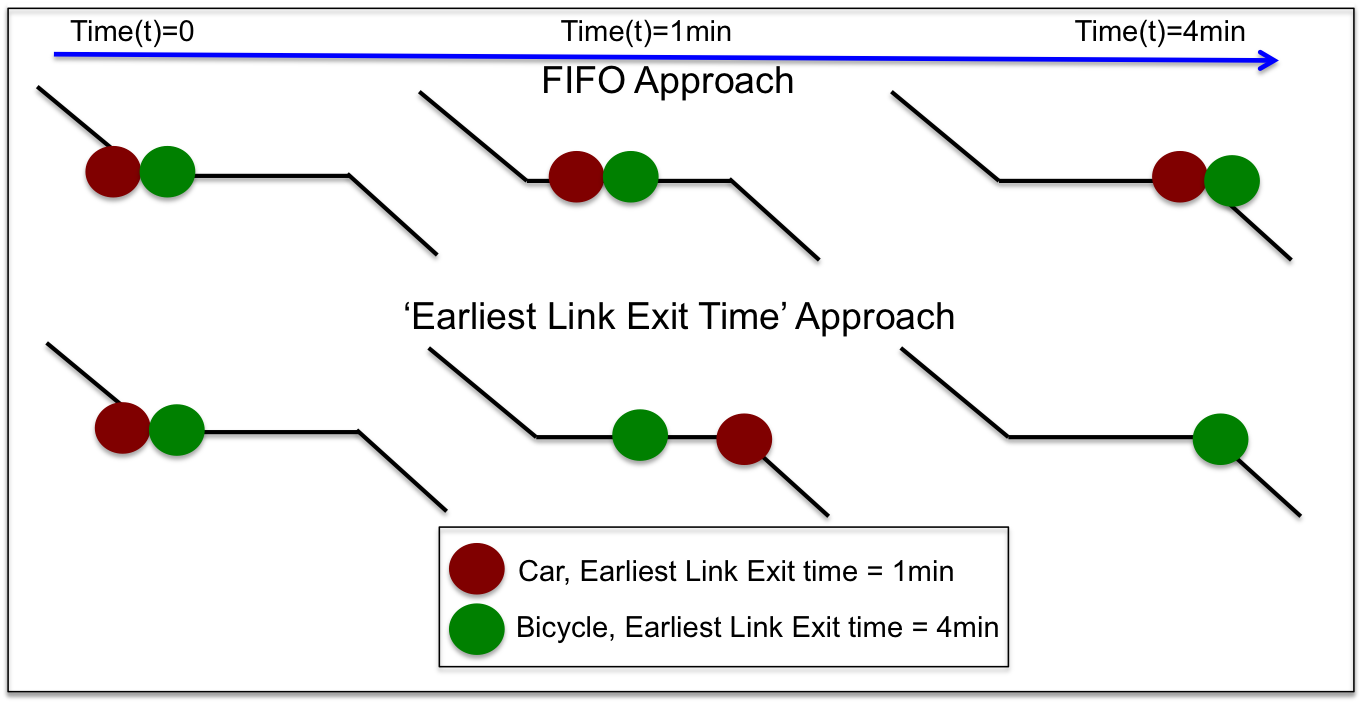 Time(t)=0
Time(t)=1min
Time(t)=4min
FIFO Approach
‘Earliest Link Exit Time’ Approach
Car, Earliest Link Exit time = 1min
Bicycle, Earliest Link Exit time = 4min